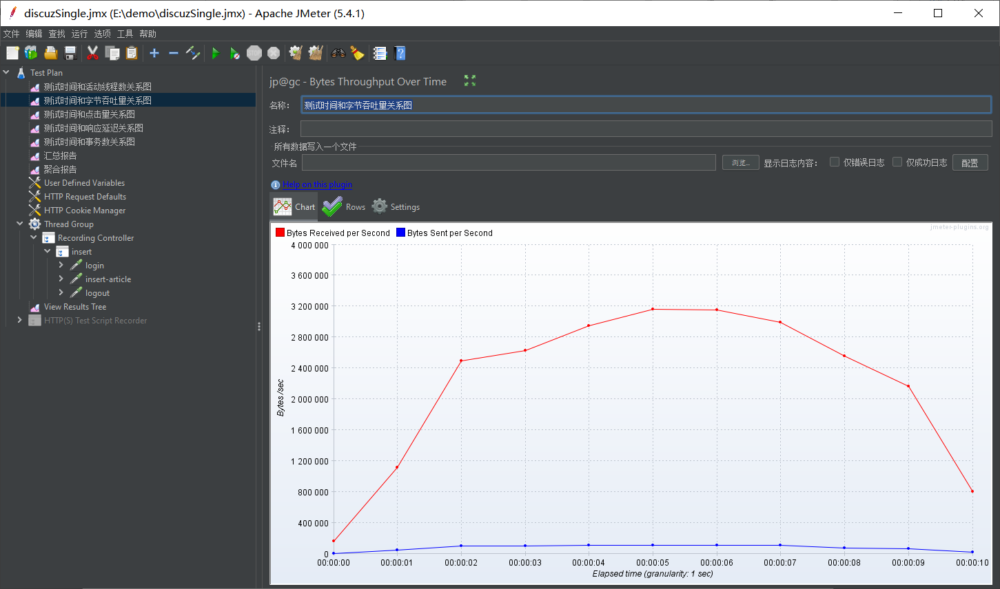 discuzSingle.jmx (E:\demo\discuzSingle.jmx) - Apache JMeter (5.4.1)
文件 编辑 查找 运行 选项 工具 帮助
STOP
Test Plan
测试时间和活动线程数关系图
测试时间和字节吞吐量关系图
测试时间和点击量关系图
测试时间和响应延迟关系图
测试时间和事务数关系图
汇总报告
聚合报告
User Defined Variables
HTTP Request Defaults
HTTP Cookie Manager
Thread Group
Recording Controller
insert
login
insert-article
logout
View Results Tree
HTTP(S) Test Script Recorder
jp@gc - Bytes Throughput Over Time
名称： 测试时间和字节吞吐量关系图
注释：
所有数据写入一个文件
文件名 浏览... 显示日志内容： 仅错误日志 仅成功日志 配置
Help on this plugin
Chart Rows Settings
jmeter-plugins.org
Bytes Received per Second Bytes Sent per Second
4 000 000
3 600 000
3 200 000
2 800 000
2 400 000
2 000 000
1 600 000
1 200 000
800 000
400 000
0
Bytes /sec
00:00:00 00:00:01 00:00:02 00:00:03 00:00:04 00:00:05 00:00:06 00:00:07 00:00:08 00:00:09 00:00:10
Elapsed time (granularity: 1 sec)